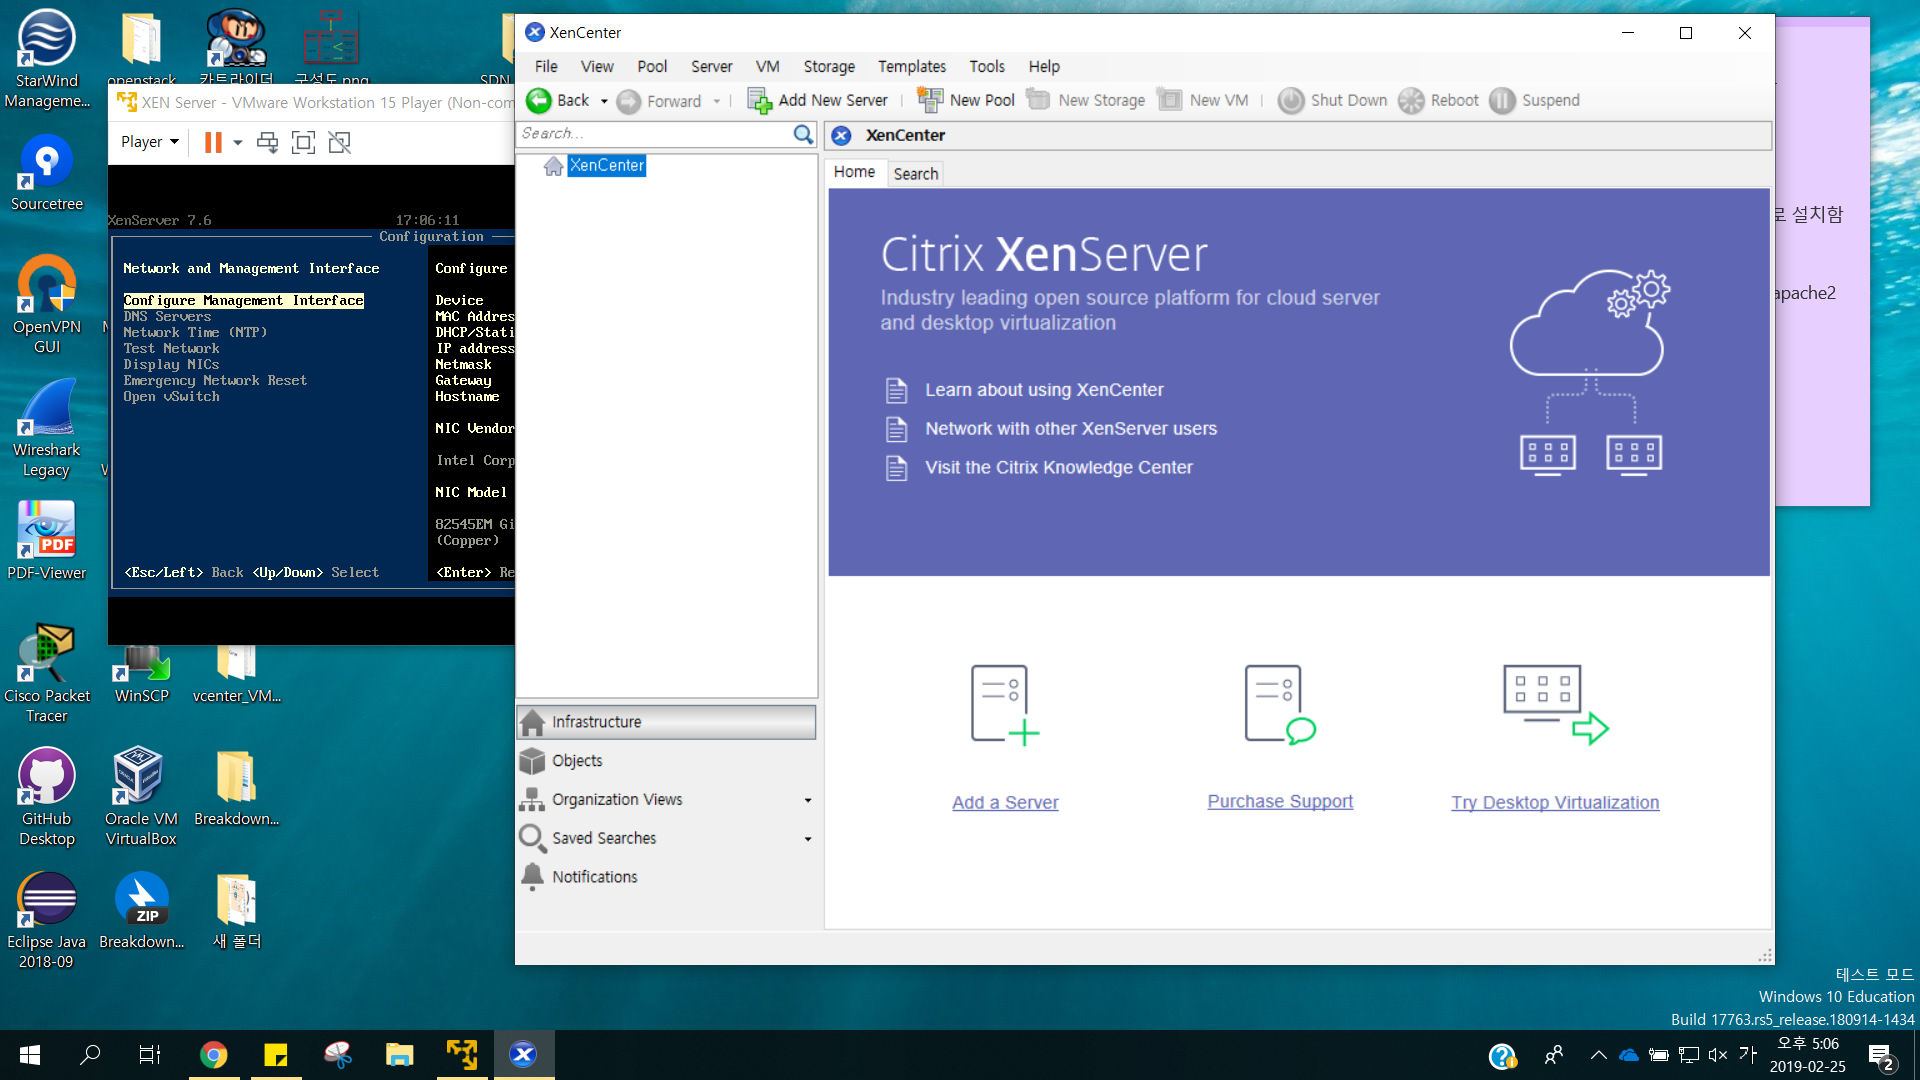 StarWind
Manageme...
openstack
카트라이더
구성도.png
SDN
Sourcetree
OpenVPN
GUI
Wireshark
Legacy
PDF-Viewer
Cisco Packet
Tracer
WinSCP
vcenter_VM...
GitHub
Desktop
Oracle VM
VirtualBox
Breakdown...
Eclipse Java
2018-09
Breakdown...
새 폴더
XEN Server - VMware Workstation 15 Player (Non-com
Player
XenServer 7.6
17:06:11
Configuration
Network and Management Interface
Configure Management Interface
DNS Servers
Network Time (NTP)
Test Network
Display NICs
Emergency Network Reset
Open vSwitch
<Esc/Left> Back <Up/Down> Select
Configure
Device
MAC Addres
DHCP/Stati
IP address
Netmask
Gateway
Hostname
NIC Vendor
Intel Corp
NIC Model
82545EM Gi
(Copper)
<Enter> Re
XenCenter
File View Pool Server VM Storage Templates Tools Help
Back Forward Add New Server New Pool New Storage New VM Shut Down Reboot Suspend
Search...
XenCenter
XenCenter
Home Search
Citrix XenServer
Industry leading open source platform for cloud server
and desktop virtualization
Learn about using XenCenter
Network with other XenServer users
Visit the Citrix Knowledge Center
Add a Server
Purchase Support
Try Desktop Virtualization
Infrastructure
Objects
Organization Views
Saved Searches
Notifications
로 설치함
apache2
테스트 모드
Windows 10 Education
Build 17763.rs5_release.180914-1434
PDF
ZIP
가
오후 5:06
2019-02-25
2